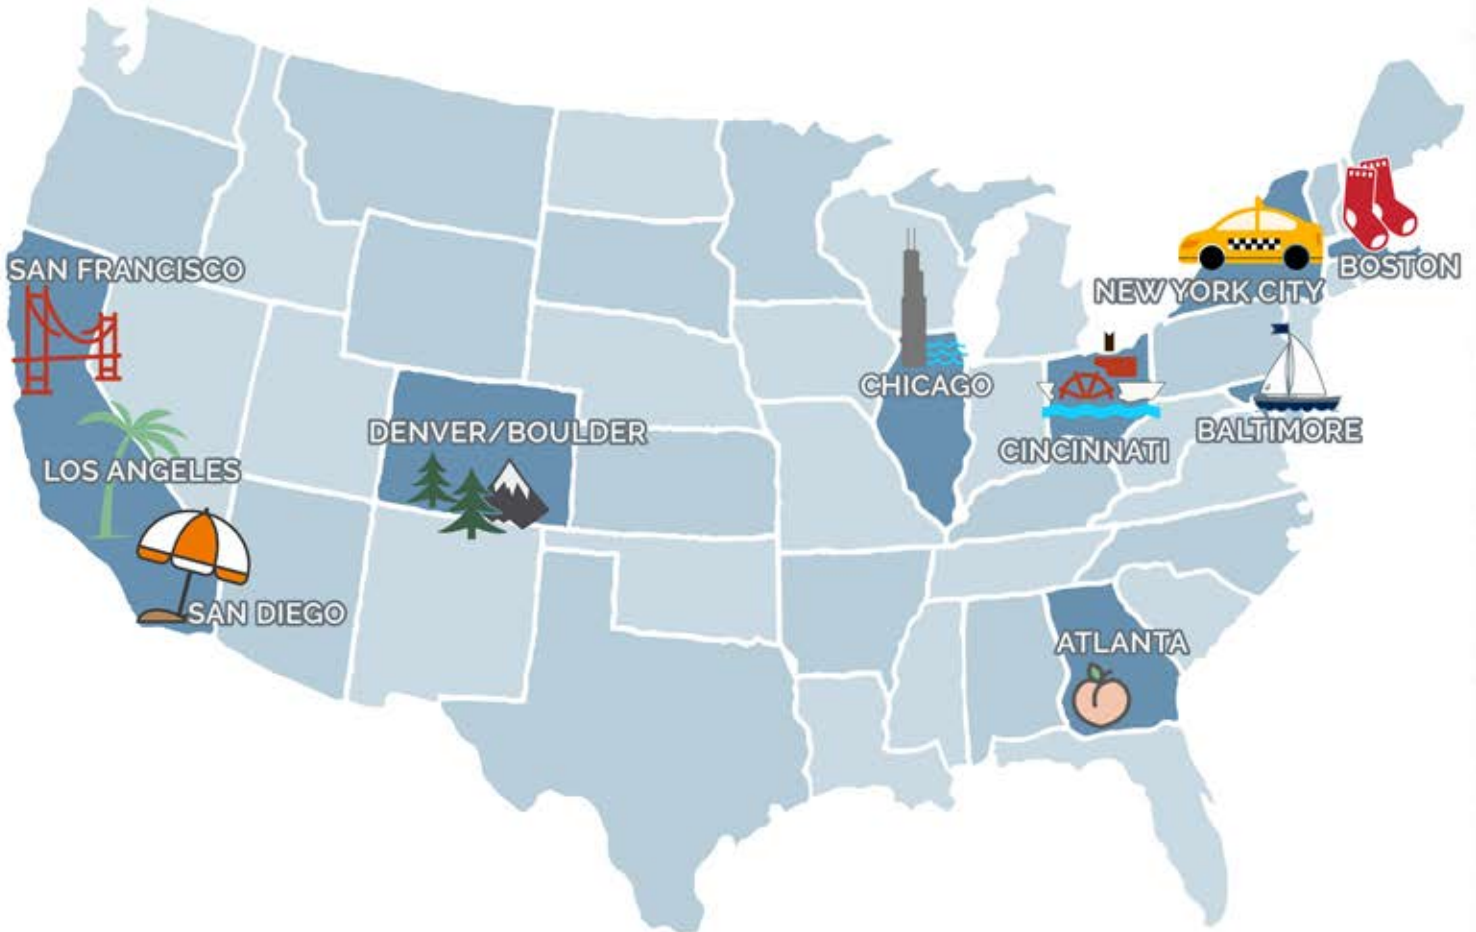 SAN FRANCISCO
BOSTON
NEW YORK CITY
CHICAGO
DENVER/BOULDER
BALTIMORE
CINCINNATI
LOS ANGELES
SAN DIEGO
ATLANTA